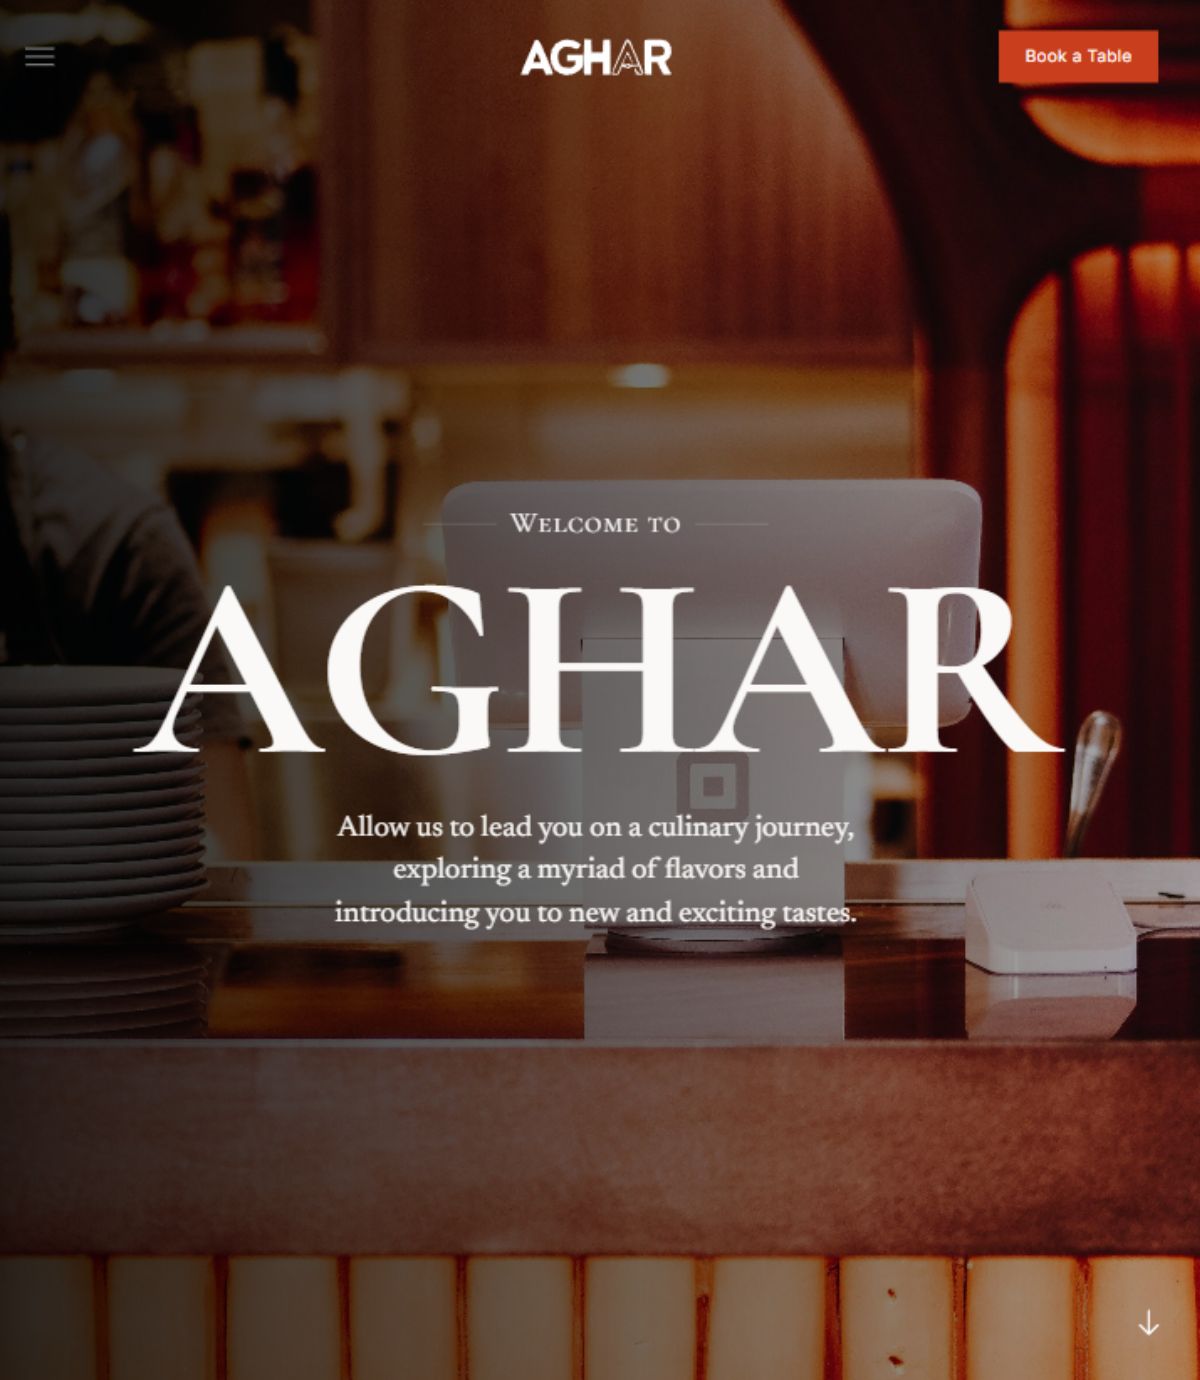 AGHAR
Book a Table
Welcome to
AGHAR
Allow us to lead you on a culinary journey,
exploring a myriad of flavors and
introducing you to new and exciting tastes.